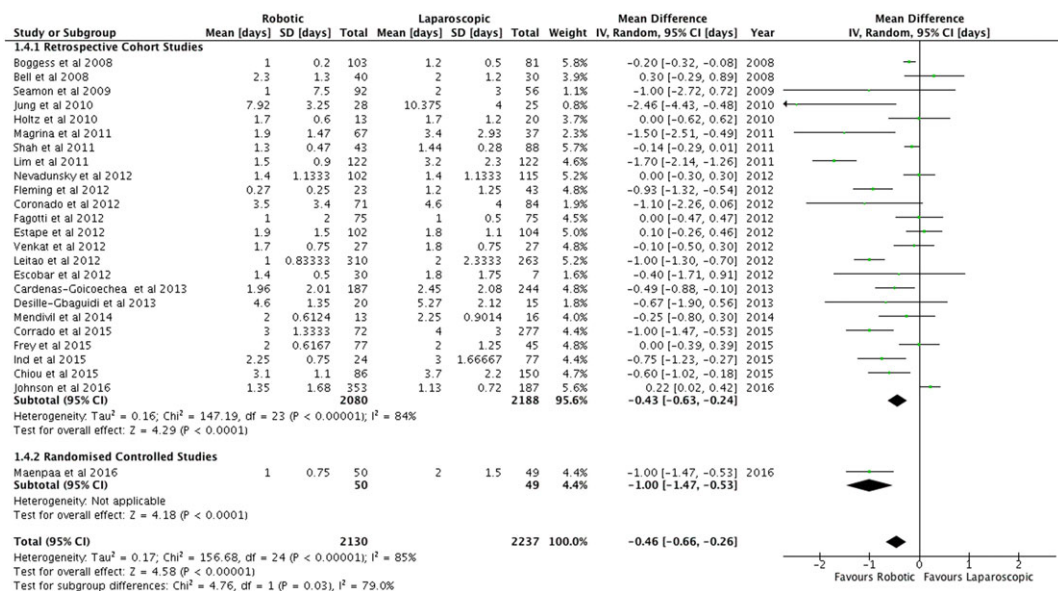 Robotic Laparoscopic Mean Difference Mean Difference
Study or Subgroup Mean [days] SD [days] Total Mean [days] SD [days] Total Weight IV, Random, 95% CI [days] Year IV, Random, 95% CI [days]
1.4.1 Retrospective Cohort Studies
Boggess et al 2008 1 0.2 103 1.2 0.5 81 5.8% -0.20 [-0.32, -0.08] 2008
Bell et al 2008 2.3 1.3 40 2 1.2 30 3.8% 0.30 [-0.29, 0.89] 2008
Seamon et al 2009 1 7.5 92 2 3 56 1.1% -1.00 [-2.72, 0.72] 2009
Jung et al 2010 7.92 3.25 28 10.375 4 25 0.8% -2.46 [-4.43, -0.48] 2010
Holtz et al 2010 1.7 0.6 13 1.7 1.2 20 3.6% 0.00 [-0.62, 0.62] 2010
Magrina et al 2011 1.9 1.47 67 3.4 2.93 37 2.2% -1.50 [-2.51, -0.49] 2011
Shah et al 2011 1.3 0.47 43 1.44 0.28 88 5.8% -0.14 [-0.29, 0.01] 2011
Lim et al 2011 1.5 0.9 122 3.2 2.3 122 4.6% -1.70 [-2.14, -1.26] 2011
Nevadunsky et al 2012 1.4 1.1333 102 1.4 1.1333 115 5.3% 0.00 [-0.30, 0.30] 2012
Fleming et al 2012 0.27 0.25 23 1.2 1.25 43 4.8% -0.93 [-1.32, -0.54] 2012
Coronado et al 2012 3.5 3.4 71 4.6 4 84 1.9% -1.10 [-2.26, 0.06] 2012
Fagotti et al 2012 1 2 75 1 0.5 75 4.4% 0.00 [-0.47, 0.47] 2012
Estape et al 2012 1.9 1.5 102 1.8 1.1 104 5.0% 0.10 [-0.26, 0.46] 2012
Venkat et al 2012 1.7 0.75 27 1.8 0.75 27 4.8% -0.10 [-0.50, 0.30] 2012
Leitao et al 2012 1 0.83333 310 2 2.3333 263 5.3% -1.00 [-1.30, -0.70] 2012
Escobar et al 2012 1.4 0.5 30 1.8 1.75 7 1.6% -0.40 [-1.71, 0.91] 2012
Cardenas-Goicoechea et al 2013 1.96 2.01 187 2.45 2.08 244 4.9% -0.49 [-0.88, -0.10] 2013
Desille-Gbaguidi et al 2013 4.6 1.35 20 5.27 2.12 15 1.7% -0.67 [-1.90, 0.56] 2013
Mendivil et al 2014 2 0.6124 13 2.25 0.9014 16 4.0% -0.25 [-0.80, 0.30] 2014
Corrado et al 2015 3 1.3333 72 4 3 277 4.4% -1.00 [-1.47, -0.53] 2015
Frey et al 2015 2 0.6167 77 2 1.25 45 4.8% 0.00 [-0.39, 0.39] 2015
Ind et al 2015 2.25 0.75 24 3 1.66667 77 4.4% -0.75 [-1.23, -0.27] 2015
Chiou et al 2015 3.1 1.1 86 3.7 2.2 150 4.7% -0.60 [-1.02, -0.18] 2015
Johnson et al 2016 1.35 1.68 353 1.13 0.72 187 5.6% 0.22 [0.02, 0.42] 2016
Subtotal (95% CI) 2080 2188 95.6% -0.43 [-0.63, -0.24]
Heterogeneity: Tau² = 0.16; Chi² = 147.19, df = 23 (P < 0.00001); I² = 84%
Test for overall effect: Z = 4.29 (P < 0.0001)
1.4.2 Randomised Controlled Studies
Maenpaa et al 2016 1 0.75 50 2 1.5 49 4.4% -1.00 [-1.47, -0.53] 2016
Subtotal (95% CI) 50 49 4.4% -1.00 [-1.47, -0.53]
Heterogeneity: Not applicable
Test for overall effect: Z = 4.18 (P < 0.0001)
Total (95% CI) 2130 2237 100.0% -0.46 [-0.66, -0.26]
Heterogeneity: Tau² = 0.17; Chi² = 156.68, df = 24 (P < 0.00001); I² = 85%
Test for overall effect: Z = 4.58 (P < 0.00001)
Test for subgroup differences: Chi² = 4.76, df = 1 (P = 0.03), I² = 79.0%
-2 -1 0 1 2
Favours Robotic Favours Laparoscopic